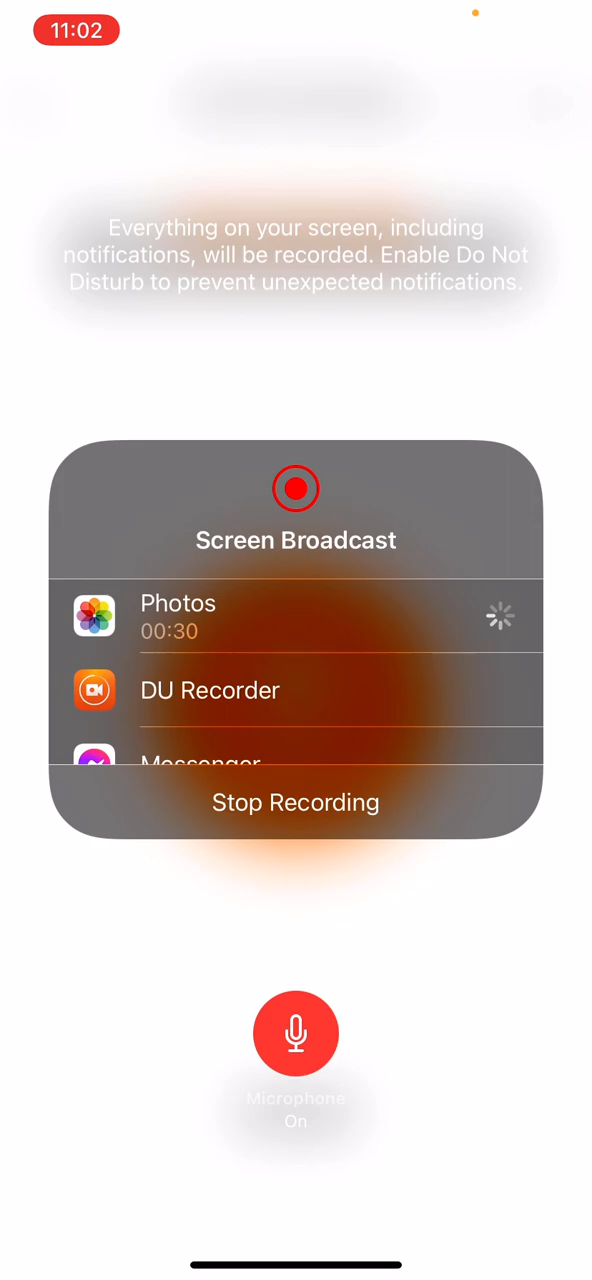 11:02
Everything on your screen, including
notifications, will be recorded. Enable Do Not
Disturb to prevent unexpected notifications.
Screen Broadcast
Photos
00:30
DU Recorder
Messenger
Stop Recording
Microphone
On